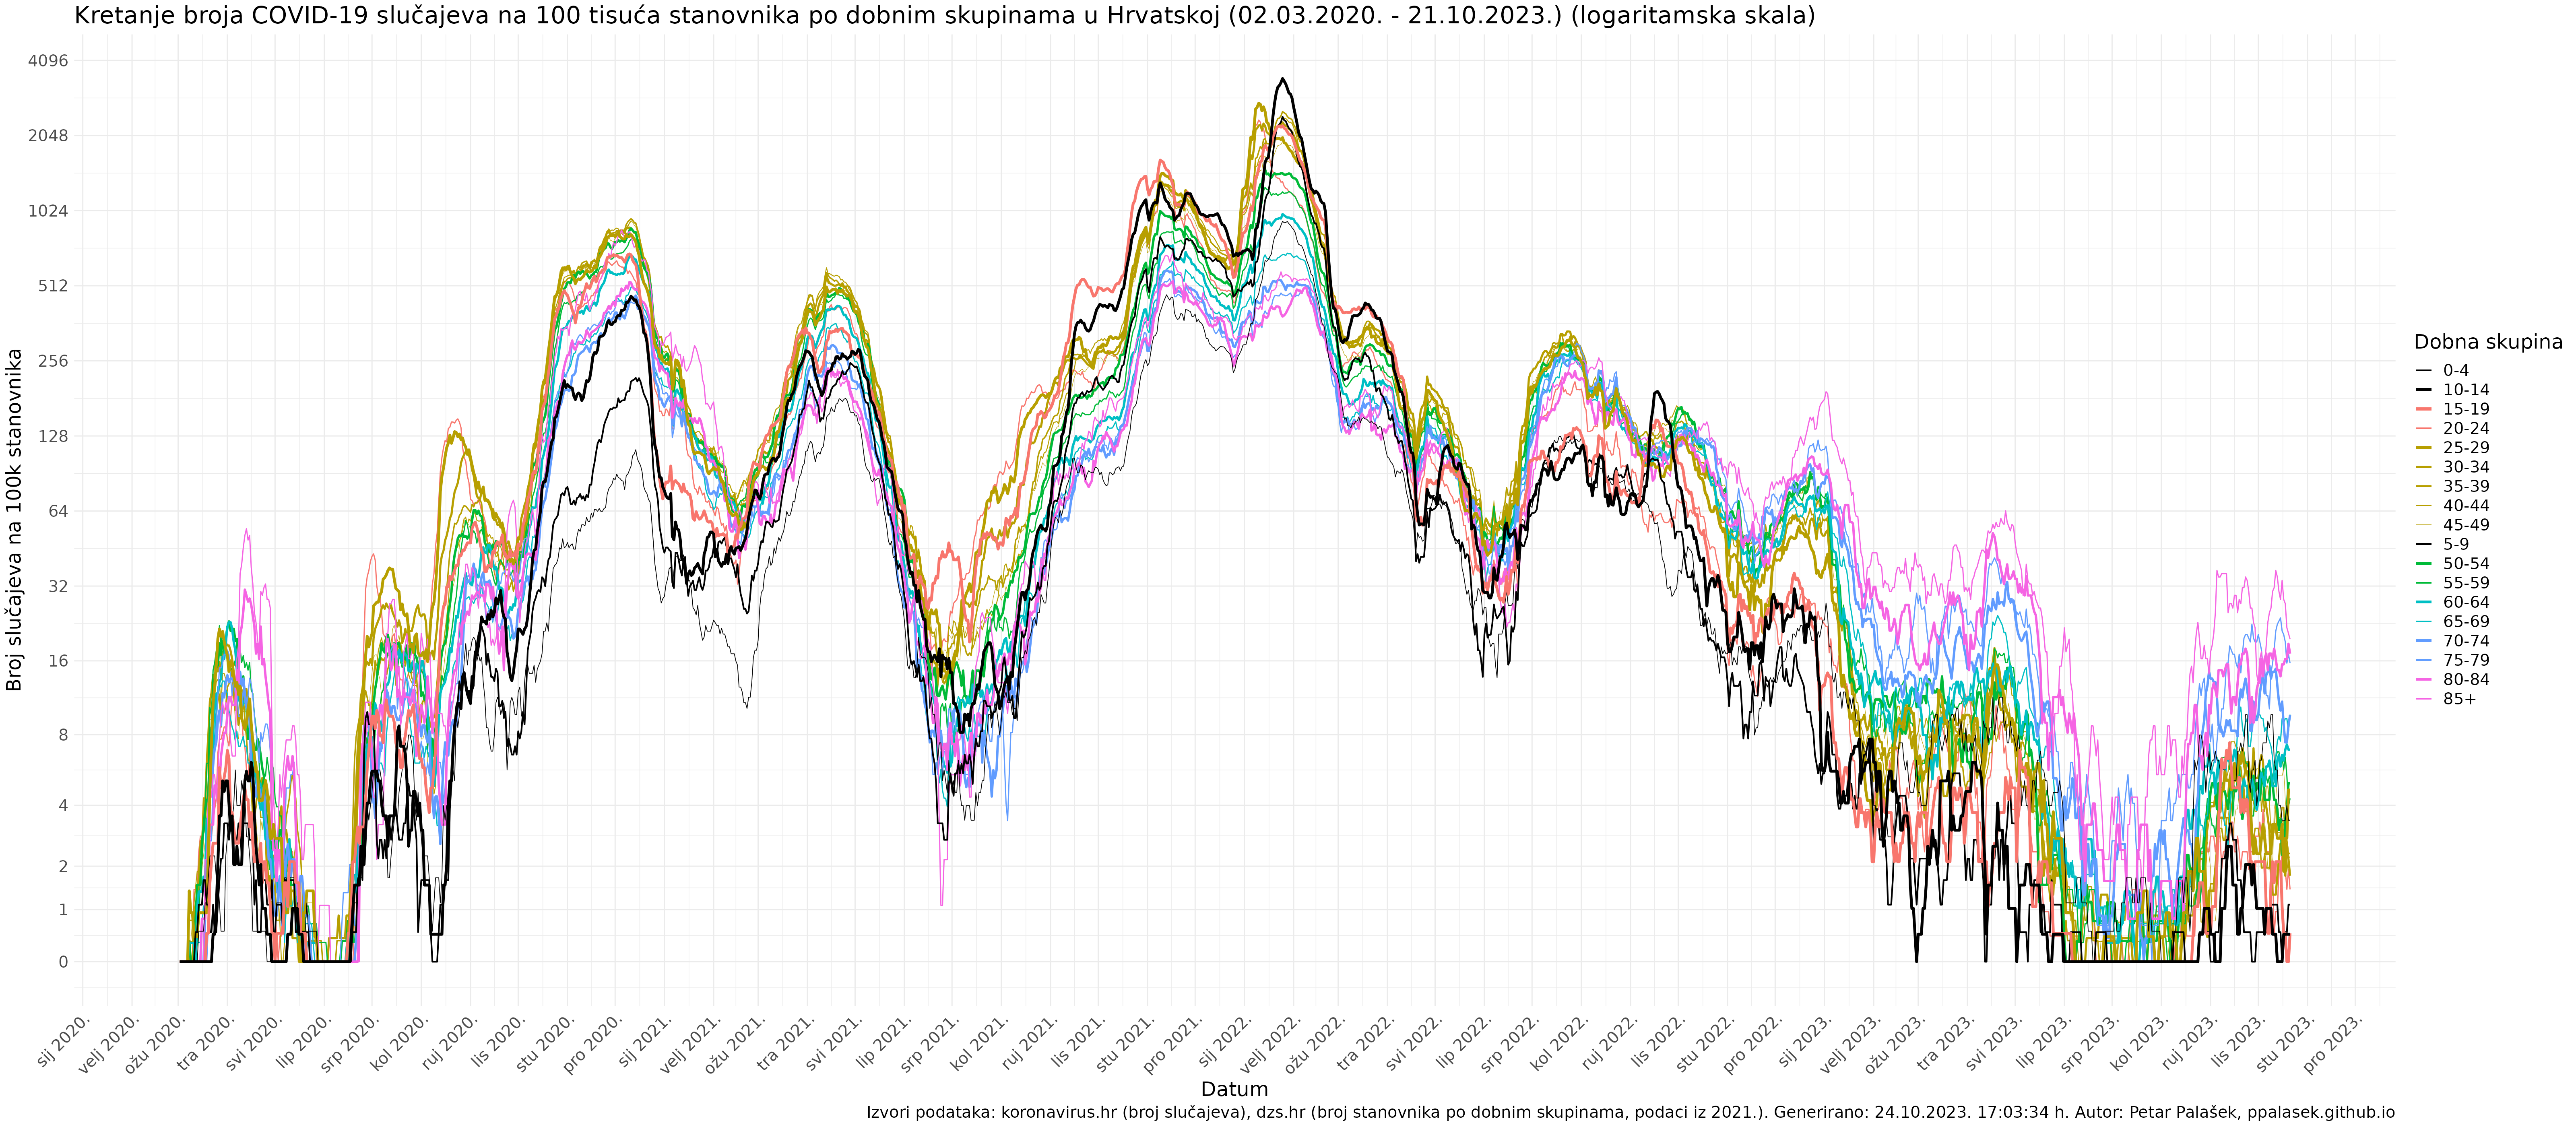 Kretanje broja COVID-19 slučajeva na 100 tisuća stanovnika po dobnim skupinama u Hrvatskoj (02.03.2020. - 21.10.2023.) (logaritamska skala)
Broj slučajeva na 100k stanovnika
4096
2048
1024
512
256
128
64
32
16
8
4
2
1
0
sij 2020.
velj 2020.
ožu 2020.
tra 2020.
svi 2020.
lip 2020.
srp 2020.
kol 2020.
ruj 2020.
lis 2020.
stu 2020.
pro 2020.
sij 2021.
velj 2021.
ožu 2021.
tra 2021.
svi 2021.
lip 2021.
srp 2021.
kol 2021.
ruj 2021.
lis 2021.
stu 2021.
pro 2021.
sij 2022.
velj 2022.
ožu 2022.
tra 2022.
svi 2022.
lip 2022.
srp 2022.
kol 2022.
ruj 2022.
lis 2022.
stu 2022.
pro 2022.
sij 2023.
velj 2023.
ožu 2023.
tra 2023.
svi 2023.
lip 2023.
srp 2023.
kol 2023.
ruj 2023.
lis 2023.
stu 2023.
pro 2023.
Datum
Dobna skupina
0-4
10-14
15-19
20-24
25-29
30-34
35-39
40-44
45-49
5-9
50-54
55-59
60-64
65-69
70-74
75-79
80-84
85+
Izvori podataka: koronavirus.hr (broj slučajeva), dzs.hr (broj stanovnika po dobnim skupinama, podaci iz 2021.). Generirano: 24.10.2023. 17:03:34 h. Autor: Petar Palašek, ppalasek.github.io